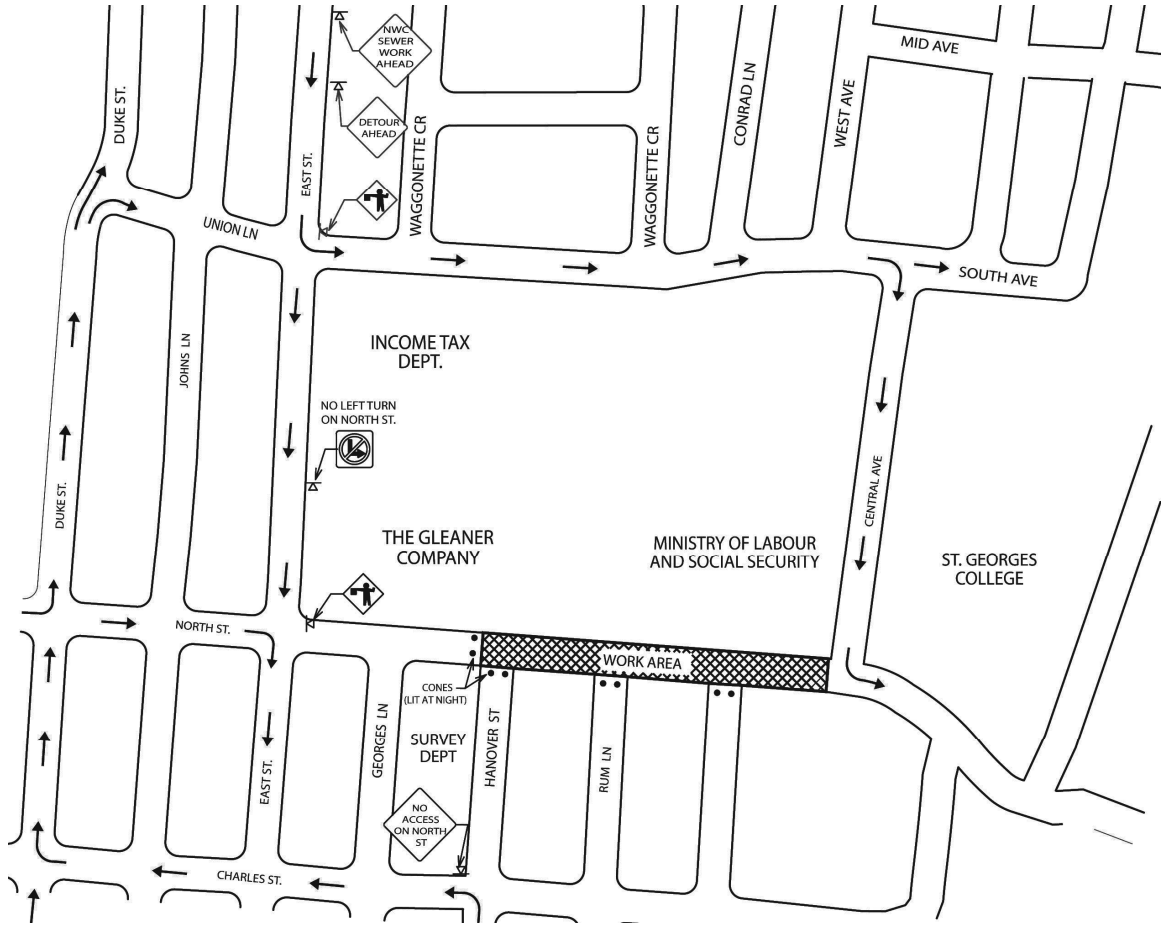 NWC
SEWER
WORK
AHEAD
MID AVE
DUKE ST.
CONRAD LN
WEST AVE
DETOUR
AHEAD
EAST ST.
WAGGONETTE CR
WAGGONETTE CR
UNION LN
SOUTH AVE
JOHNS LN
INCOME TAX
DEPT.
NO LEFT TURN
ON NORTH ST.
DUKE ST.
CENTRAL AVE
THE GLEANER
COMPANY
MINISTRY OF LABOUR
AND SOCIAL SECURITY
ST. GEORGES
COLLEGE
NORTH ST.
WORK AREA
CONES
(LIT AT NIGHT)
EAST ST.
GEORGES LN
SURVEY
DEPT
HANOVER ST
RUM LN
NO
ACCESS
ON NORTH
ST
CHARLES ST.